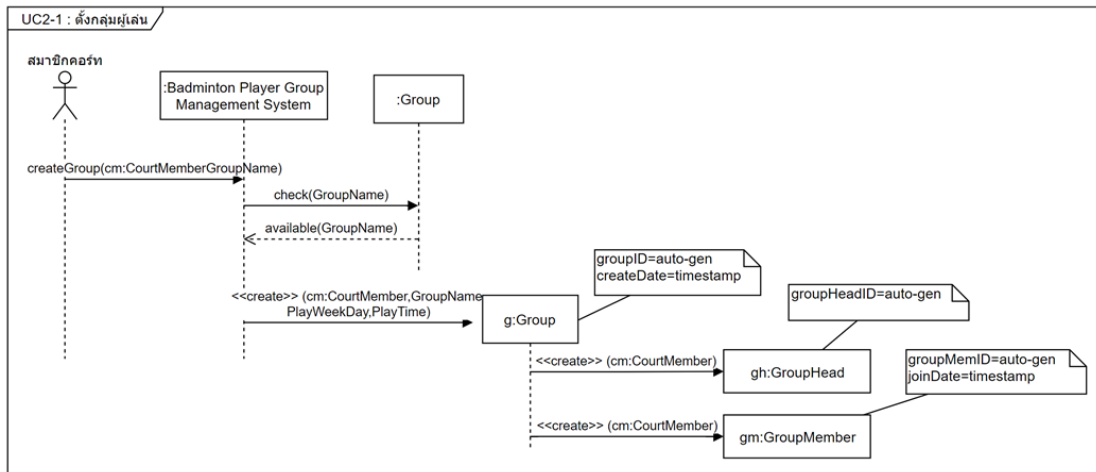 UC2-1 : ตั้งกลุ่มผู้เล่น
สมาชิกคอร์ท
:Badminton Player Group
Management System
:Group
createGroup(cm:CourtMemberGroupName)
check(GroupName)
available(GroupName)
<<create>> (cm:CourtMember,GroupName
PlayWeekDay,PlayTime)
g:Group
groupID=auto-gen
createDate=timestamp
groupHeadID=auto-gen
<<create>> (cm:CourtMember)
gh:GroupHead
groupMemID=auto-gen
joinDate=timestamp
<<create>> (cm:CourtMember)
gm:GroupMember